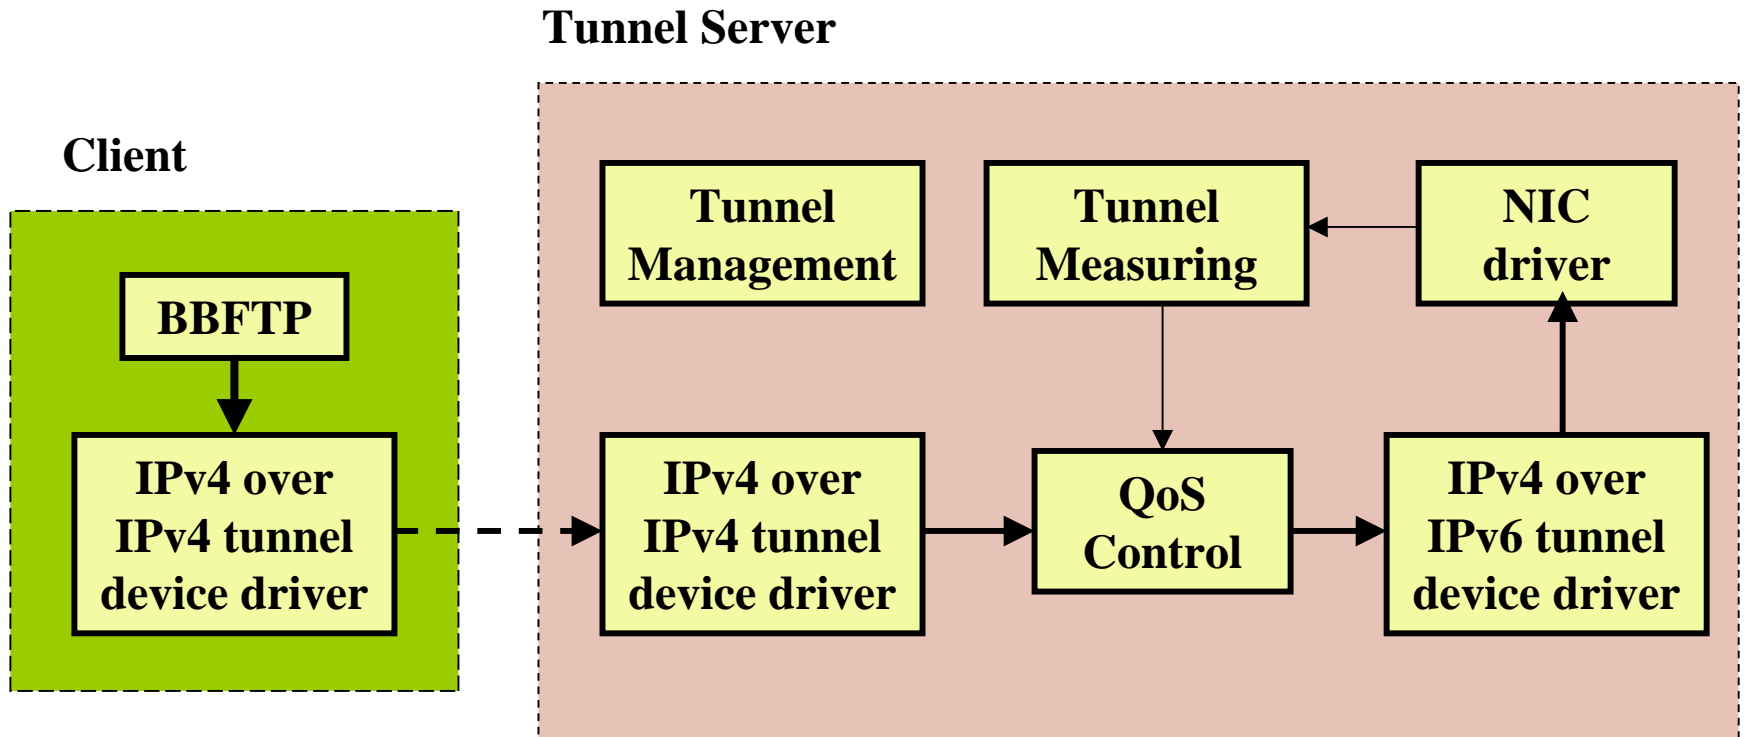 Tunnel Server
Client
BBFTP
IPv4 over
IPv4 tunnel
device driver
Tunnel
Management
Tunnel
Measuring
NIC
driver
IPv4 over
IPv4 tunnel
device driver
QoS
Control
IPv4 over
IPv6 tunnel
device driver